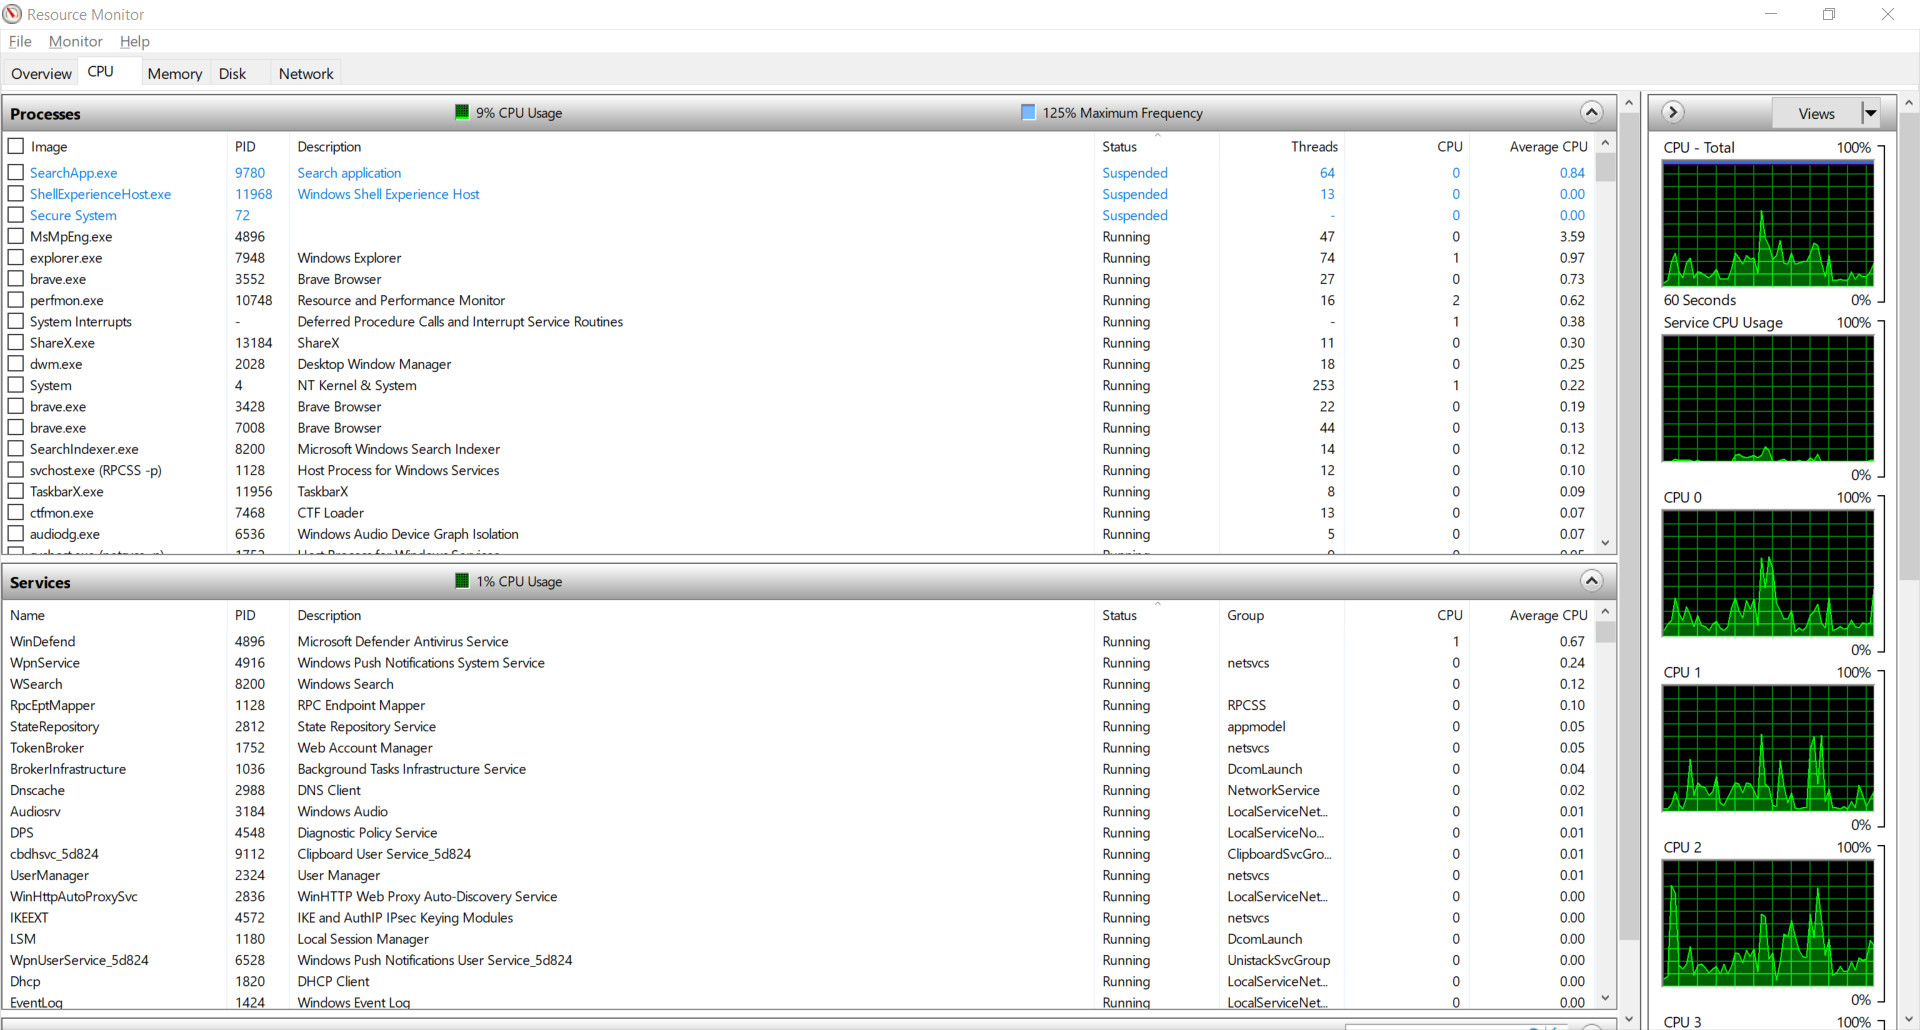 Resource Monitor
File Monitor Help
Overview CPU Memory Disk Network
Processes 9% CPU Usage 125% Maximum Frequency
Image PID Description Status Threads CPU Average CPU
SearchApp.exe 9780 Search application Suspended 64 0 0.84
ShellExperienceHost.exe 11968 Windows Shell Experience Host Suspended 13 0 0.00
Secure System 72 Suspended - 0 0.00
MsMpEng.exe 4896 Running 47 0 3.59
explorer.exe 7948 Windows Explorer Running 74 1 0.97
brave.exe 3552 Brave Browser Running 27 0 0.73
perfmon.exe 10748 Resource and Performance Monitor Running 16 2 0.62
System Interrupts - Deferred Procedure Calls and Interrupt Service Routines Running - 1 0.38
ShareX.exe 13184 ShareX Running 11 0 0.30
dwm.exe 2028 Desktop Window Manager Running 18 0 0.25
System 4 NT Kernel & System Running 253 1 0.22
brave.exe 3428 Brave Browser Running 22 0 0.19
brave.exe 7008 Brave Browser Running 44 0 0.13
SearchIndexer.exe 8200 Microsoft Windows Search Indexer Running 14 0 0.12
svchost.exe (RPCSS -p) 1128 Host Process for Windows Services Running 12 0 0.10
TaskbarX.exe 11956 TaskbarX Running 8 0 0.09
ctfmon.exe 7468 CTF Loader Running 13 0 0.07
audiodg.exe 6536 Windows Audio Device Graph Isolation Running 5 0 0.07
Services 1% CPU Usage
Name PID Description Status Group CPU Average CPU
WinDefend 4896 Microsoft Defender Antivirus Service Running 1 0.67
WpnService 4916 Windows Push Notifications System Service Running netsvcs 0 0.24
WSearch 8200 Windows Search Running 0 0.12
RpcEptMapper 1128 RPC Endpoint Mapper Running RPCSS 0 0.10
StateRepository 2812 State Repository Service Running appmodel 0 0.05
TokenBroker 1752 Web Account Manager Running netsvcs 0 0.05
BrokerInfrastructure 1036 Background Tasks Infrastructure Service Running DcomLaunch 0 0.04
Dnscache 2988 DNS Client Running NetworkService 0 0.02
Audiosrv 3184 Windows Audio Running LocalServiceNet... 0 0.01
DPS 4548 Diagnostic Policy Service Running LocalServiceNo... 0 0.01
cbdhsvc_5d824 9112 Clipboard User Service_5d824 Running ClipboardSvcGro... 0 0.01
UserManager 2324 User Manager Running netsvcs 0 0.01
WinHttpAutoProxySvc 2836 WinHTTP Web Proxy Auto-Discovery Service Running LocalServiceNet... 0 0.00
IKEEXT 4572 IKE and AuthIP IPsec Keying Modules Running netsvcs 0 0.00
LSM 1180 Local Session Manager Running DcomLaunch 0 0.00
WpnUserService_5d824 6528 Windows Push Notifications User Service_5d824 Running UnistackSvcGroup 0 0.00
Dhcp 1820 DHCP Client Running LocalServiceNet... 0 0.00
EventLog 1424 Windows Event Log Running LocalServiceNet... 0 0.00
Views
CPU - Total 100%
60 Seconds 0%
Service CPU Usage 100%
0%
CPU 0 100%
0%
CPU 1 100%
0%
CPU 2 100%
0%
CPU 3 100%